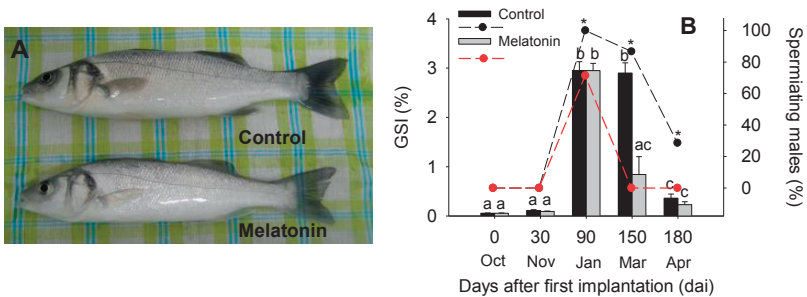 A
Control
Melatonin
B
Control
Melatonin
GSI (%)
4
3
2
1
0
Spermiating males (%)
100
80
60
40
20
0
* * *
b b b
ac
a a a a c c
0 30 90 150 180
Oct Nov Jan Mar Apr
Days after first implantation (dai)